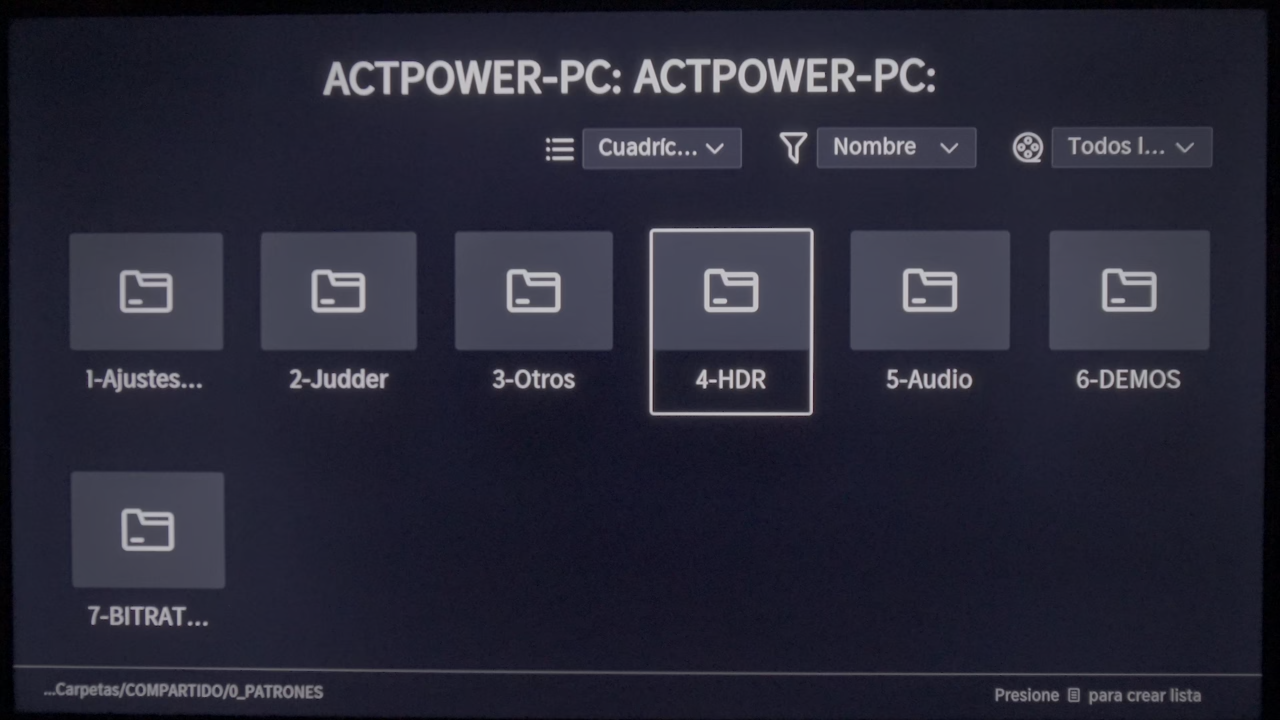 ACTPOWER-PC: ACTPOWER-PC:
Cuadríc... Nombre Todos l...
1-Ajustes... 2-Judder 3-Otros 4-HDR 5-Audio 6-DEMOS
7-BITRAT...
...Carpetas/COMPARTIDO/0_PATRONES Presione para crear lista